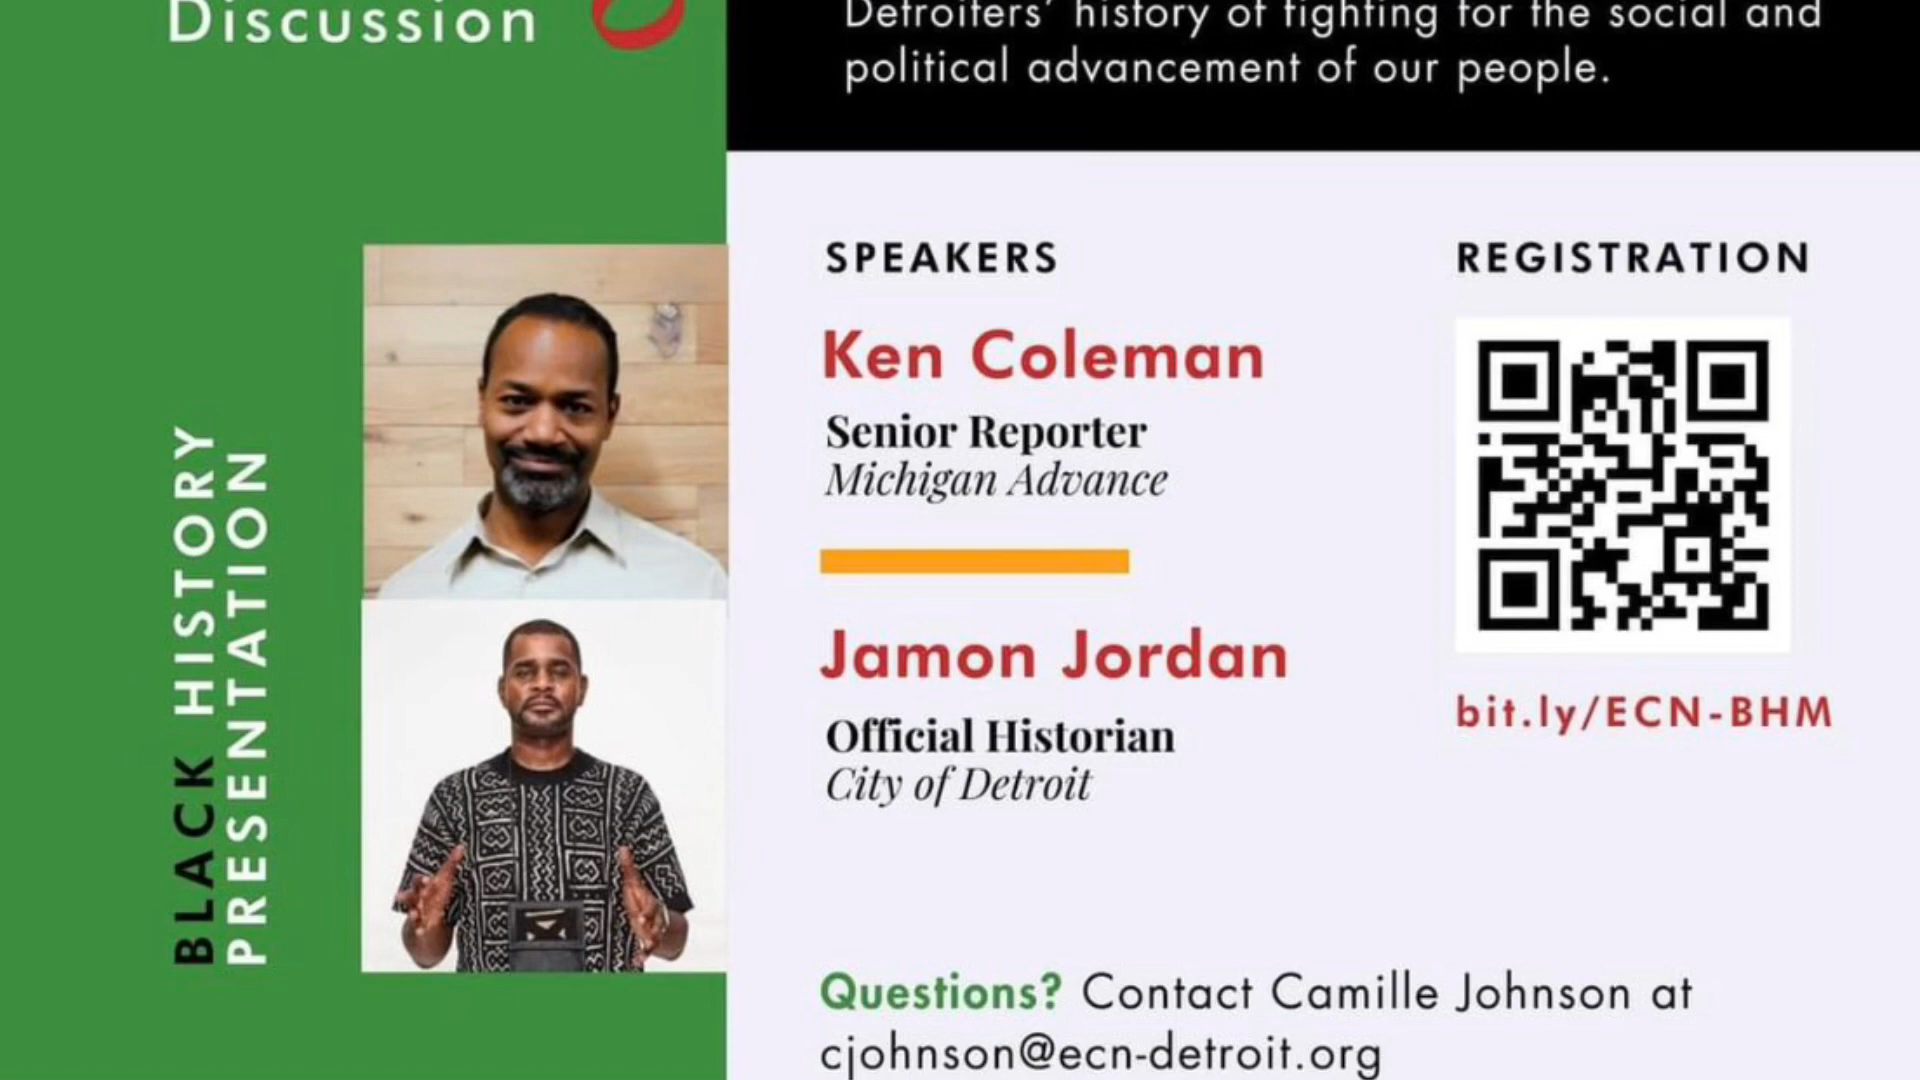 Discussion
Detroiters' history of fighting for the social and
political advancement of our people.
BLACK HISTORY
PRESENTATION
SPEAKERS
Ken Coleman
Senior Reporter
Michigan Advance
Jamon Jordan
Official Historian
City of Detroit
REGISTRATION
bit.ly/ECN-BHM
Questions? Contact Camille Johnson at
cjohnson@ecn-detroit.org